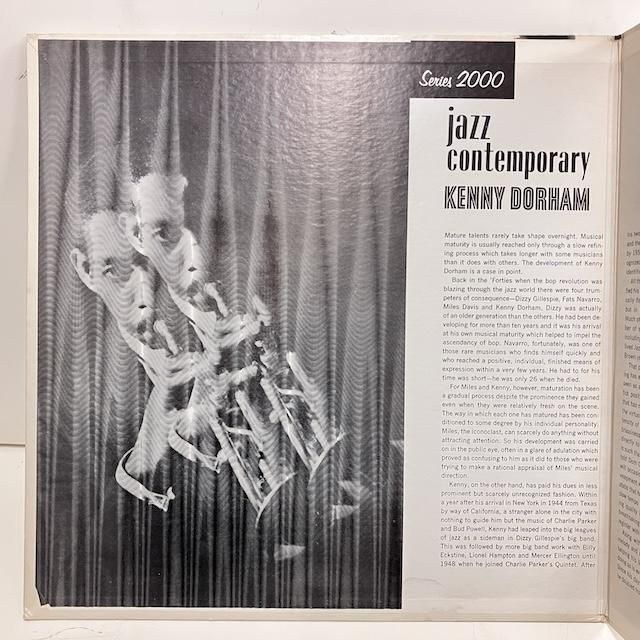 Series 2000
jazz
contemporary
KENNY DORHAM
Mature talents rarely take shape overnight. Musical
maturity is usually reached only through a slow refin-
ing process which takes longer with some musicians
than it does with others. The development of Kenny
Dorham is a case in point.
Back in the 'Forties when the bop revolution was
blazing through the jazz world there were four trum-
peters of consequence—Dizzy Gillespie, Fats Navarro,
Miles Davis and Kenny Dorham. Dizzy was actually
of an older generation than the others. He had been de-
veloping for more than ten years and it was his arrival
at his own musical maturity which helped to impel the
ascendancy of bop. Navarro, fortunately, was one of
those rare musicians who finds himself quickly and
who reached a positive, individual, finished means of
expression within a very few years. He had to for his
time was short—he was only 26 when he died.
For Miles and Kenny, however, maturation has been
a gradual process despite the prominence they gained
even when they were relatively fresh on the scene.
The way in which each one has matured has been con-
ditioned to some degree by his individual personality.
Miles, the iconoclast, can scarcely do anything without
attracting attention. So his development was carried
on in the public eye, often in a glare of adulation which
proved as confusing to him as it did to those who were
trying to make a rational appraisal of Miles' musical
direction.
Kenny, on the other hand, has paid his dues in less
prominent but scarcely unrecognized fashion. Within
a year after his arrival in New York in 1944 from Texas
by way of California, a stranger alone in the city with
nothing to guide him but the music of Charlie Parker
and Bud Powell, Kenny had leaped into the big leagues
of jazz as a sideman in Dizzy Gillespie's big band.
This was followed by more big band work with Billy
Eckstine, Lionel Hampton and Mercer Ellington until
1948 when he joined Charlie Parker's Quintet. After